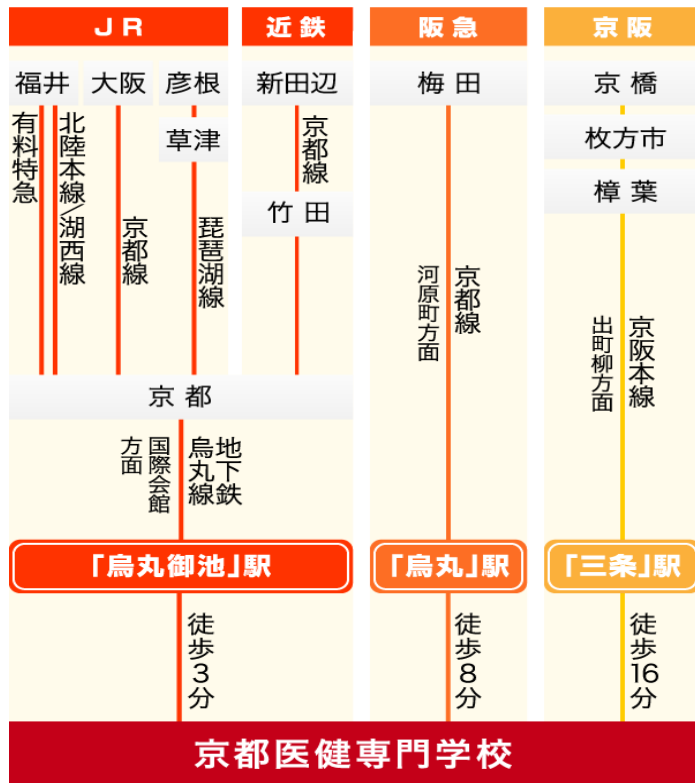 JR
近鉄
阪急
京阪
福井
大阪
彦根
新田辺
梅田
京橋
草津
枚方市
樟葉
竹田
有料特急
北陸本線/湖西線
京都線
琵琶湖線
京都線
京都線
河原町方面
京阪本線
出町柳方面
京都
地下鉄
烏丸線
国際会館
方面
「烏丸御池」駅
「烏丸」駅
「三条」駅
徒歩3分
徒歩8分
徒歩16分
京都医健専門学校